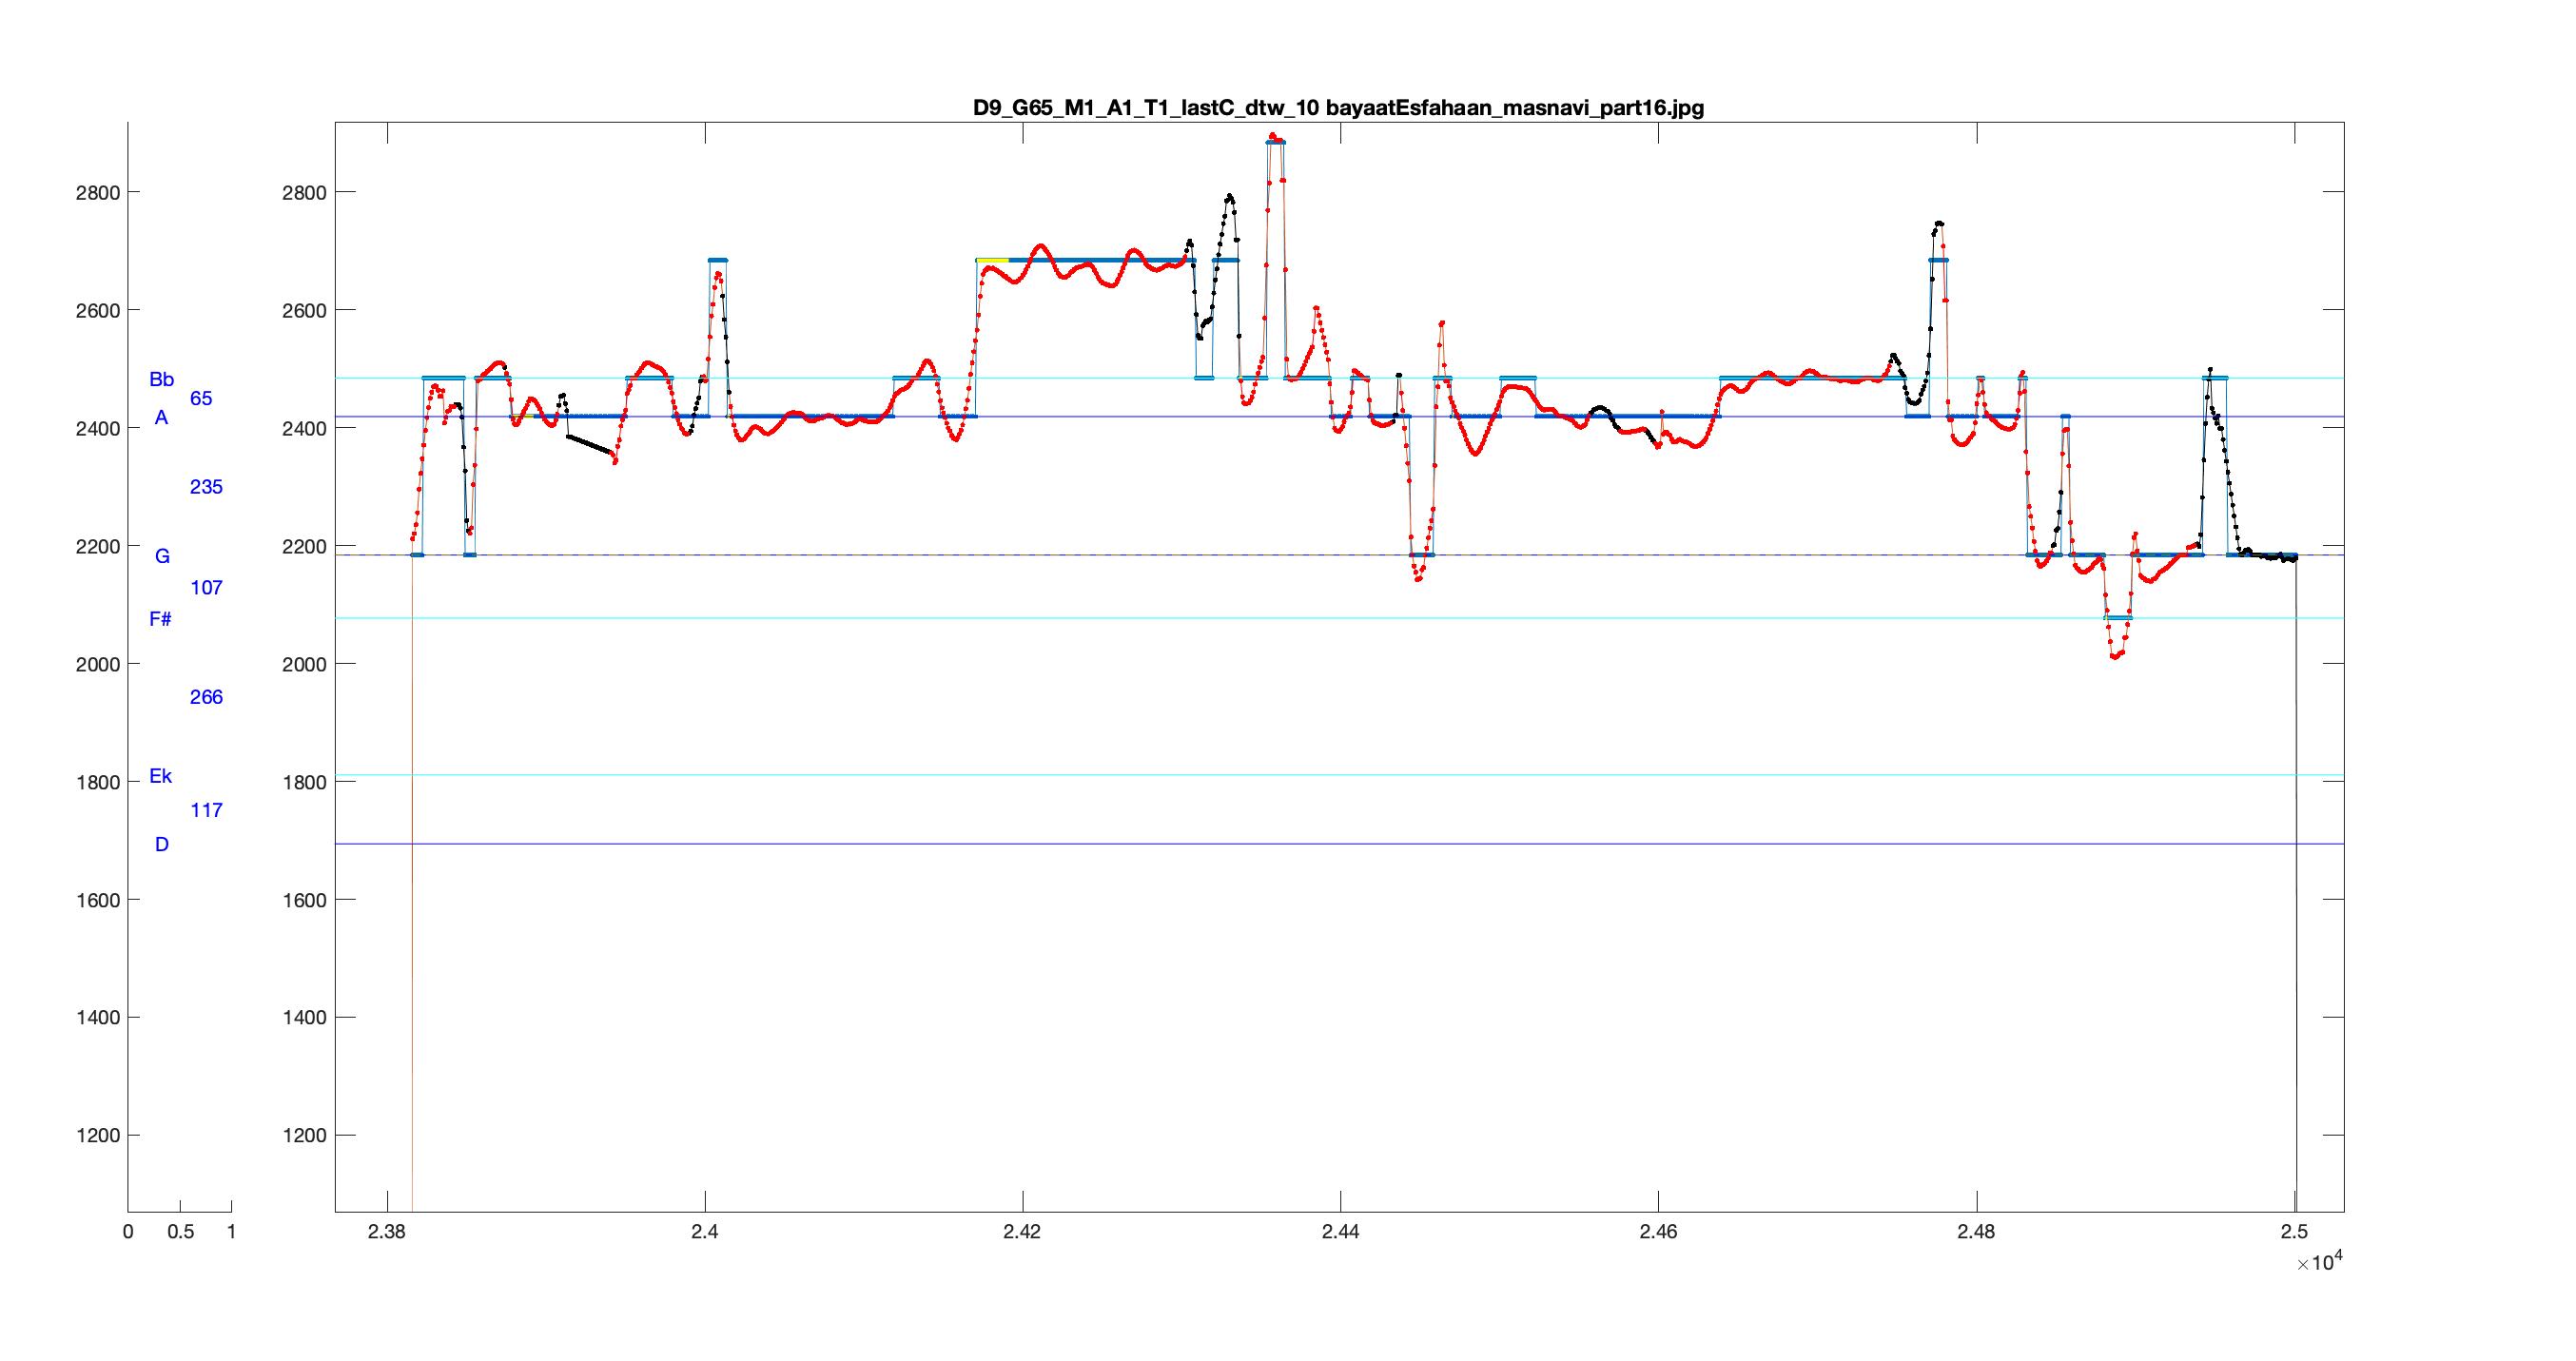 D9_G65_M1_A1_T1_lastC_dtw_10 bayaatEsfahaan_masnavi_part16.jpg
2800 2800
2600 2600
Bb
65
A
2400 2400
235
2200 2200
G
107
F#
2000 2000
266
Ek
1800 1800
117
D
1600 1600
1400 1400
1200 1200
0 0.5 1 2.38 2.4 2.42 2.44 2.46 2.48 2.5
×10^4